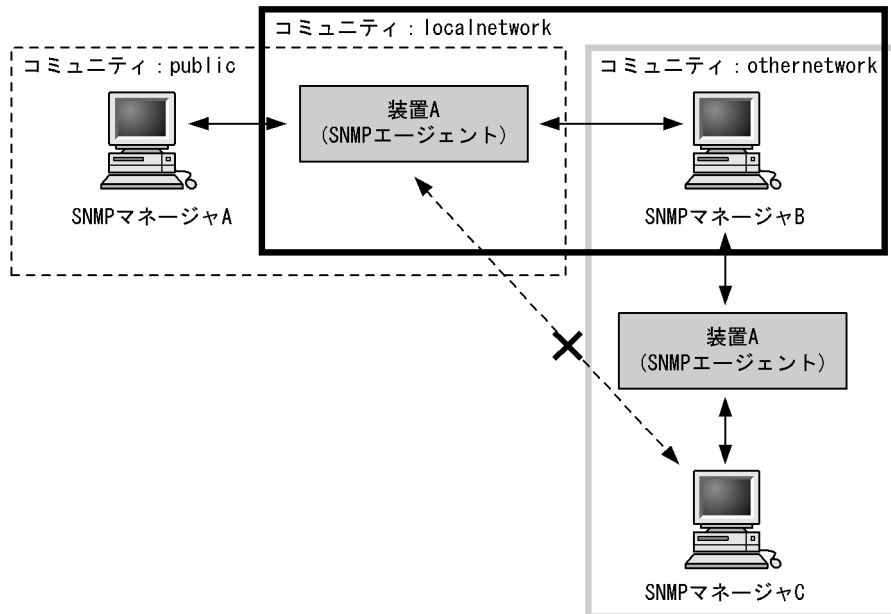 コミュニティ：localnetwork
コミュニティ：public
コミュニティ：othernetwork
装置A
（SNMPエージェント）
SNMPマネージャA
SNMPマネージャB
装置A
（SNMPエージェント）
SNMPマネージャC